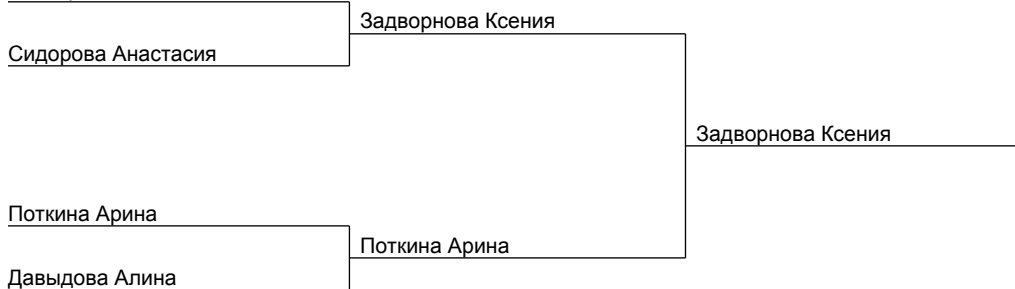 Задворнова Ксения
Сидорова Анастасия
Задворнова Ксения
Поткина Арина
Поткина Арина
Давыдова Алина